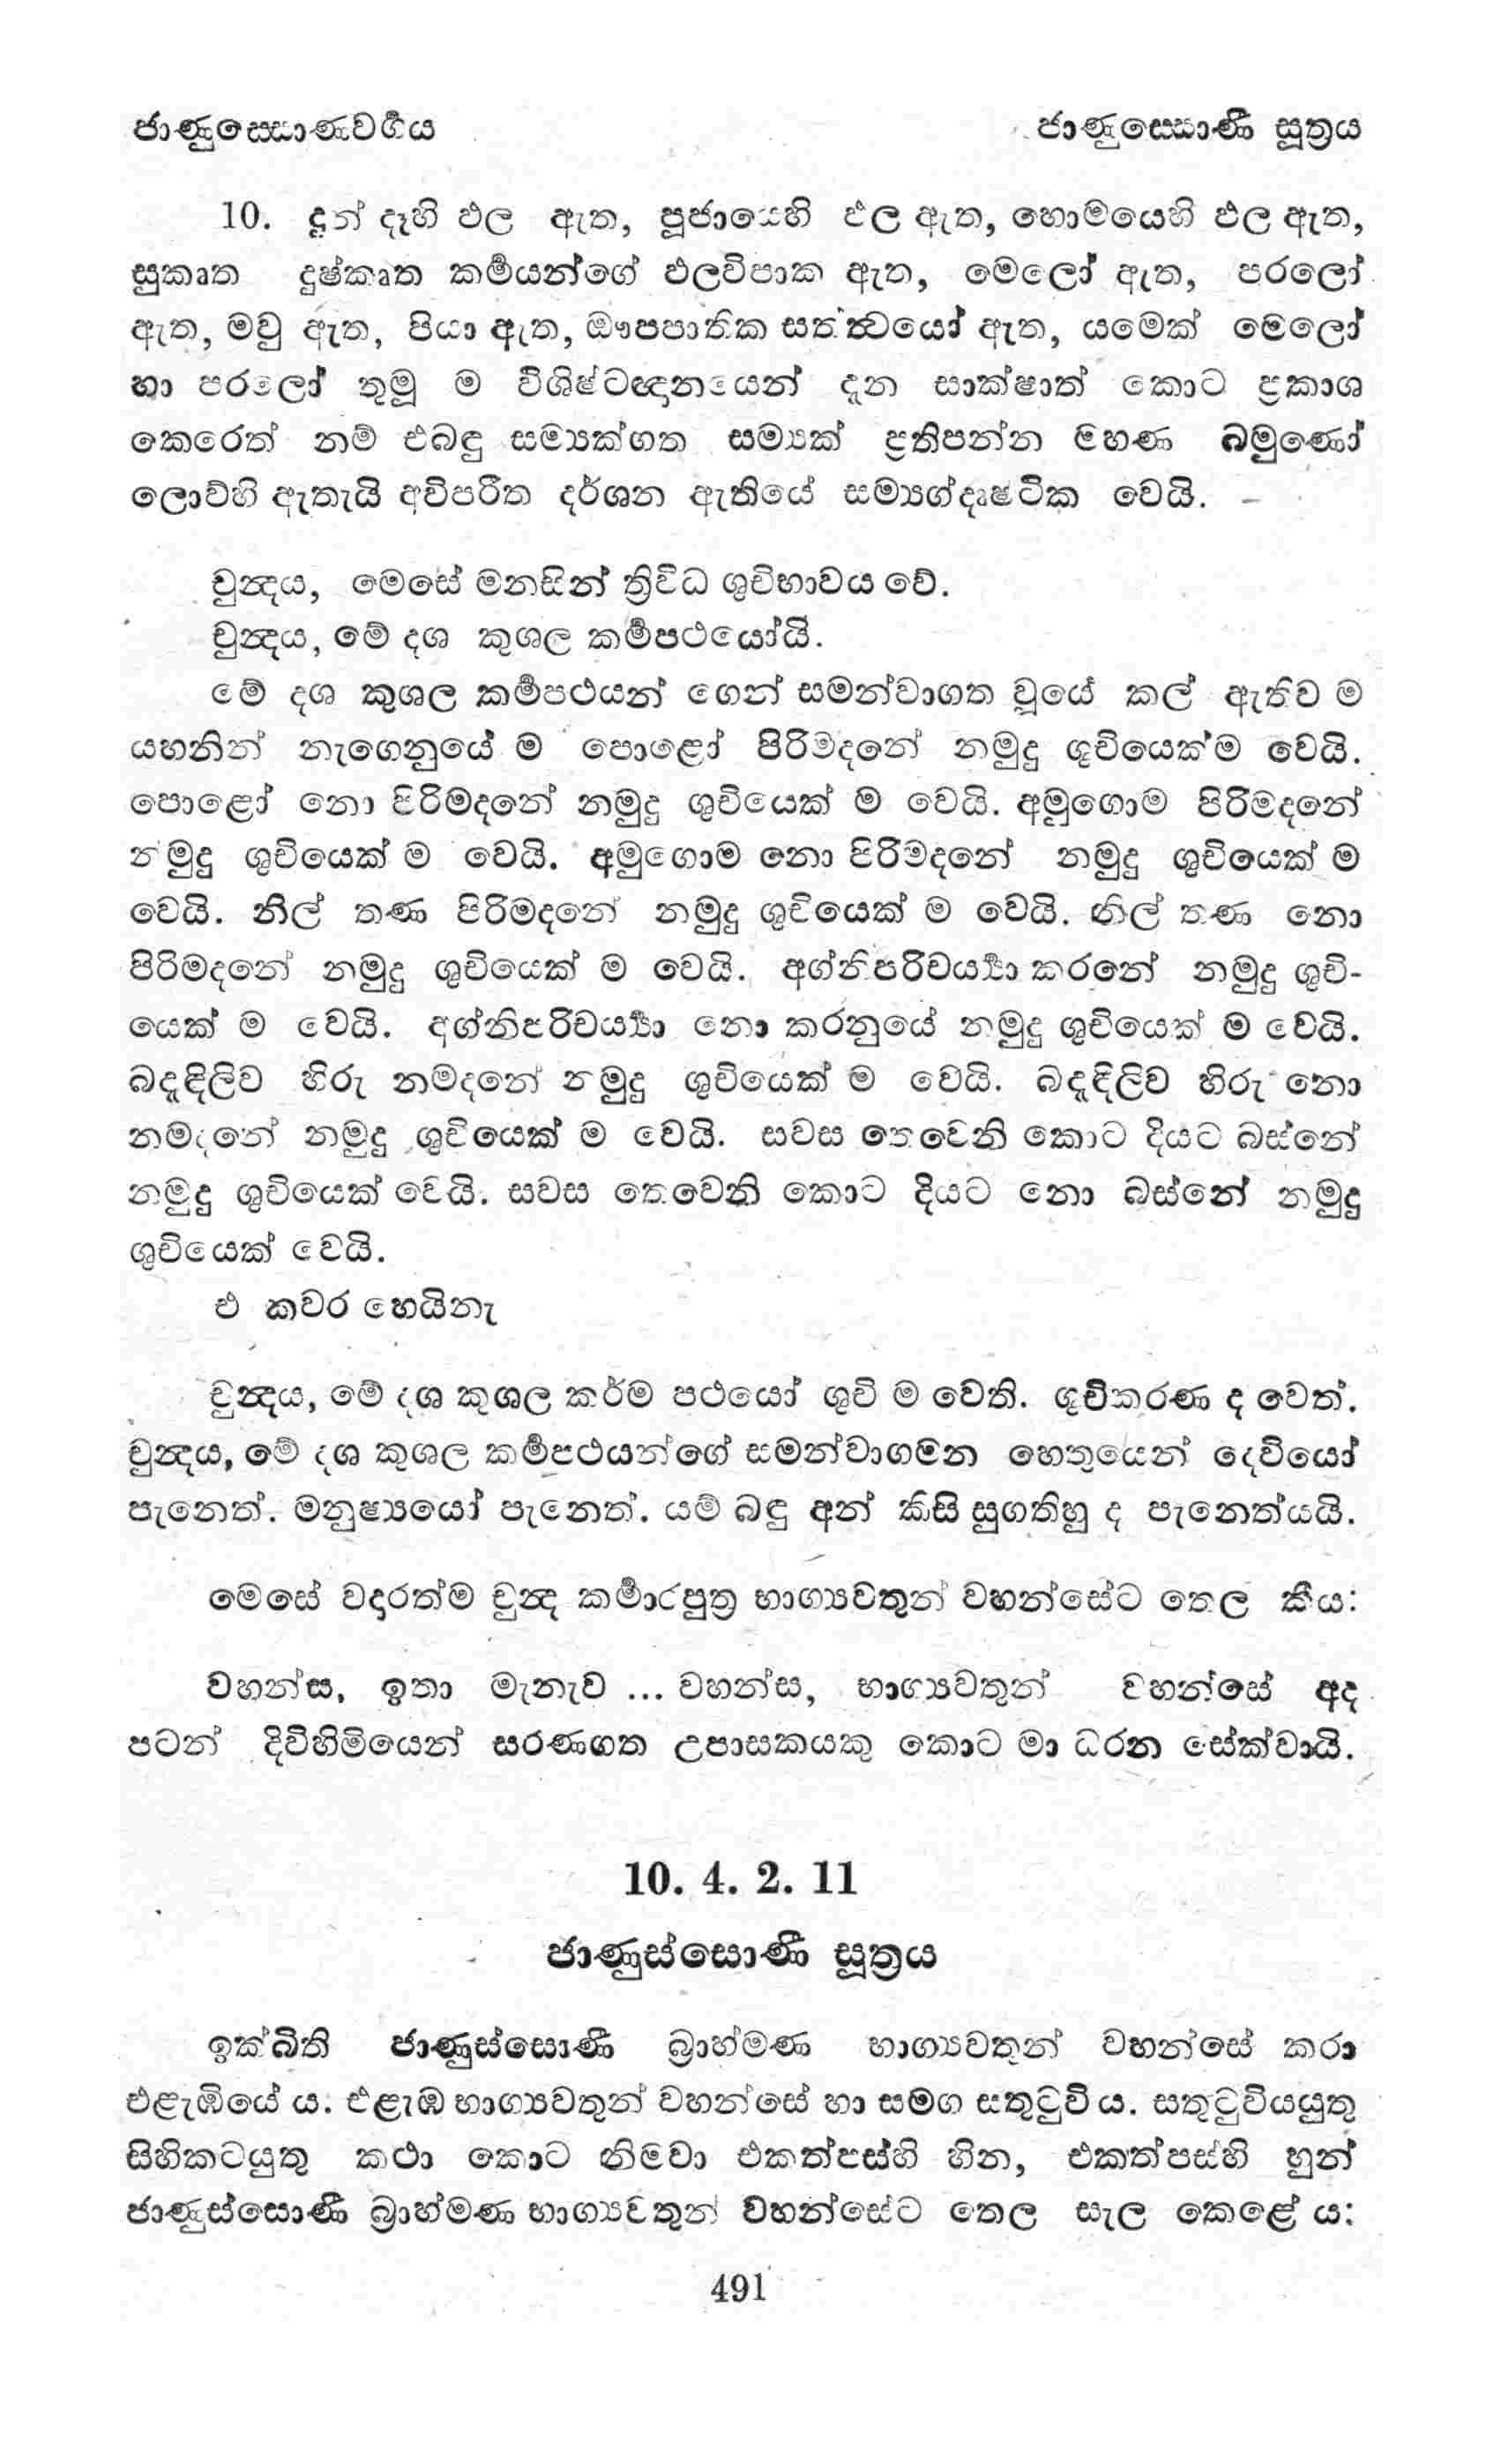 ජාණුස්සොණවර්‍ගය
ජාණුස්සොණී සූත්‍රය
10. දුන් දෑහි ඵල ඇත, පූජායෙහි ඵල ඇත, හොමයෙහි ඵල ඇත,
සුකෘත දුෂ්කෘත කර්‍මයන්ගේ ඵලවිපාක ඇත, මෙලෝ ඇත, පරලෝ
ඇත, මවු ඇත, පියා ඇත, ඖපපාතික සත්ත්‍වයෝ ඇත, යමෙක් මෙලෝ
හා පරලෝ තුමූ ම විශිෂ්ටඥානයෙන් දැන සාක්ෂාත් කොට ප්‍රකාශ
කෙරෙත් නම් එබඳු සම්‍යක්ගත සම්‍යක් ප්‍රතිපන්න මහණ බමුණෝ
ලොව්හි ඇතැයි අවිපරීත දර්ශන ඇතියේ සම්‍යග්දෘෂ්ටික වෙයි.
චුන්‍දය, මෙසේ මනසින් ත්‍රිවිධ ශුචිභාවය වේ.
චුන්‍දය, මේ දශ කුශල කර්‍මපථයෝයි.
මේ දශ කුශල කර්‍මපථයන් ගෙන් සමන්වාගත වූයේ කල් ඇතිව ම
යහනින් නැගෙනුයේ ම පොළෝ පිරිමදනේ නමුදු ශුචියෙක්ම වෙයි.
පොළෝ නො පිරිමදනේ නමුදු ශුචියෙක් ම වෙයි. අමුගොම පිරිමදනේ
නමුදු ශුචියෙක් ම වෙයි. අමුගොම නො පිරිමදනේ නමුදු ශුචියෙක් ම
වෙයි. නිල් තණ පිරිමදනේ නමුදු ශුචියෙක් ම වෙයි. නිල් තණ නො
පිරිමදනේ නමුදු ශුචියෙක් ම වෙයි. අග්නිපරිචර්‍ය්‍යා කරනේ නමුදු ශුචි-
යෙක් ම වෙයි. අග්නිපරිචර්‍ය්‍යා නො කරනුයේ නමුදු ශුචියෙක් ම වෙයි.
බදැඳිලිව හිරු නමදනේ නමුදු ශුචියෙක් ම වෙයි. බදැඳිලිව හිරු නො
නමදනේ නමුදු ශුචියෙක් ම වෙයි. සවස තෙවෙනි කොට දියට බස්නේ
නමුදු ශුචියෙක් වෙයි. සවස තෙවෙනි කොට දියට නො බස්නේ නමුදු
ශුචියෙක් වෙයි.
එ කවර හෙයිනැ
චුන්‍දය, මේ දශ කුශල කර්ම පථයෝ ශුචි ම වෙති. ශුචිකරණ ද වෙත්.
චුන්‍දය, මේ දශ කුශල කර්‍මපථයන්ගේ සමන්වාගමන හෙතුයෙන් දෙවියෝ
පැනෙත්. මනුෂ්‍යයෝ පැනෙත්. යම් බඳු අන් කිසි සුගතිහු ද පැනෙත්යයි.
මෙසේ වදාරත්ම චුන්‍ද කර්‍මාරපුත්‍ර භාග්‍යවතුන් වහන්සේට තෙල කීය:
වහන්ස, ඉතා මැනැව ... වහන්ස, භාග්‍යවතුන් වහන්සේ අද
පටන් දිවිහිමියෙන් සරණගත උපාසකයකු කොට මා ධරන සේක්වායි.
10. 4. 2. 11
ජාණුස්සොණී සූත්‍රය
ඉක්බිති ජාණුස්සොණී බ්‍රාහ්මණ භාග්‍යවතුන් වහන්සේ කරා
එළැඹියේ ය. එළැඹ භාග්‍යවතුන් වහන්සේ හා සමග සතුටුවි ය. සතුටුවියයුතු
සිහිකටයුතු කථා කොට නිමවා එකත්පස්හි හින, එකත්පස්හි හුන්
ජාණුස්සොණී බ්‍රාහ්මණ භාග්‍යවතුන් වහන්සේට තෙල සැල කෙළේ ය:
491